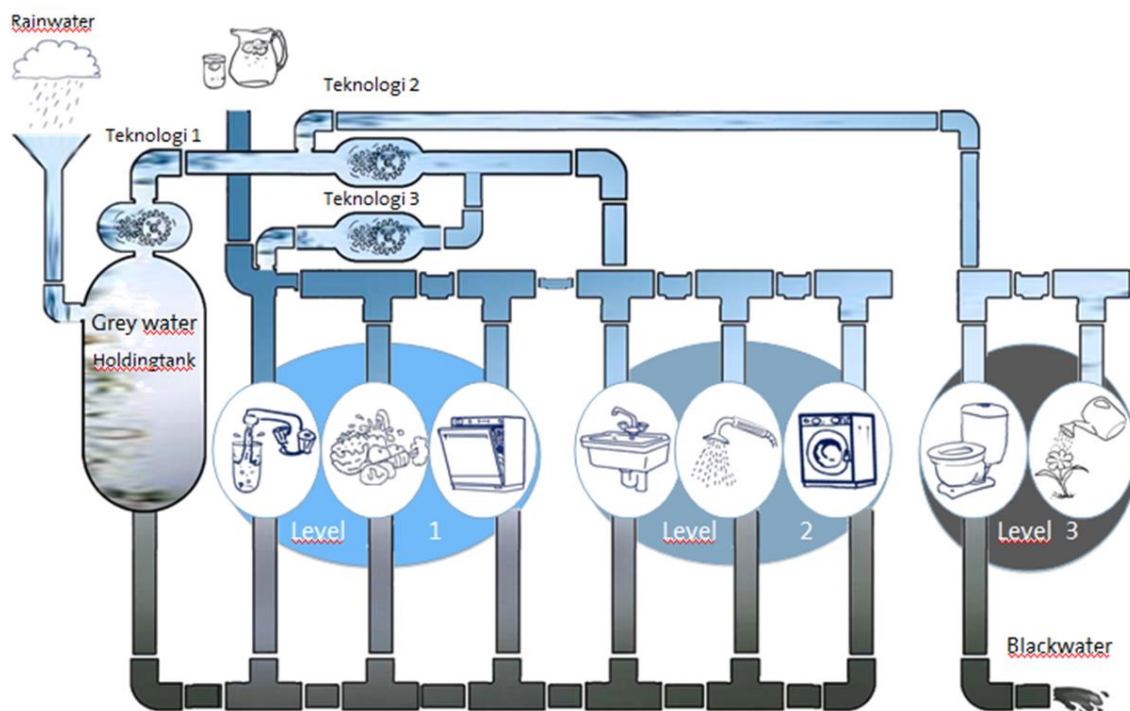 Rainwater
Teknologi 2
Teknologi 1
Teknologi 3
Grey water
Holdingtank
Level 1
Level 2
Level 3
Blackwater